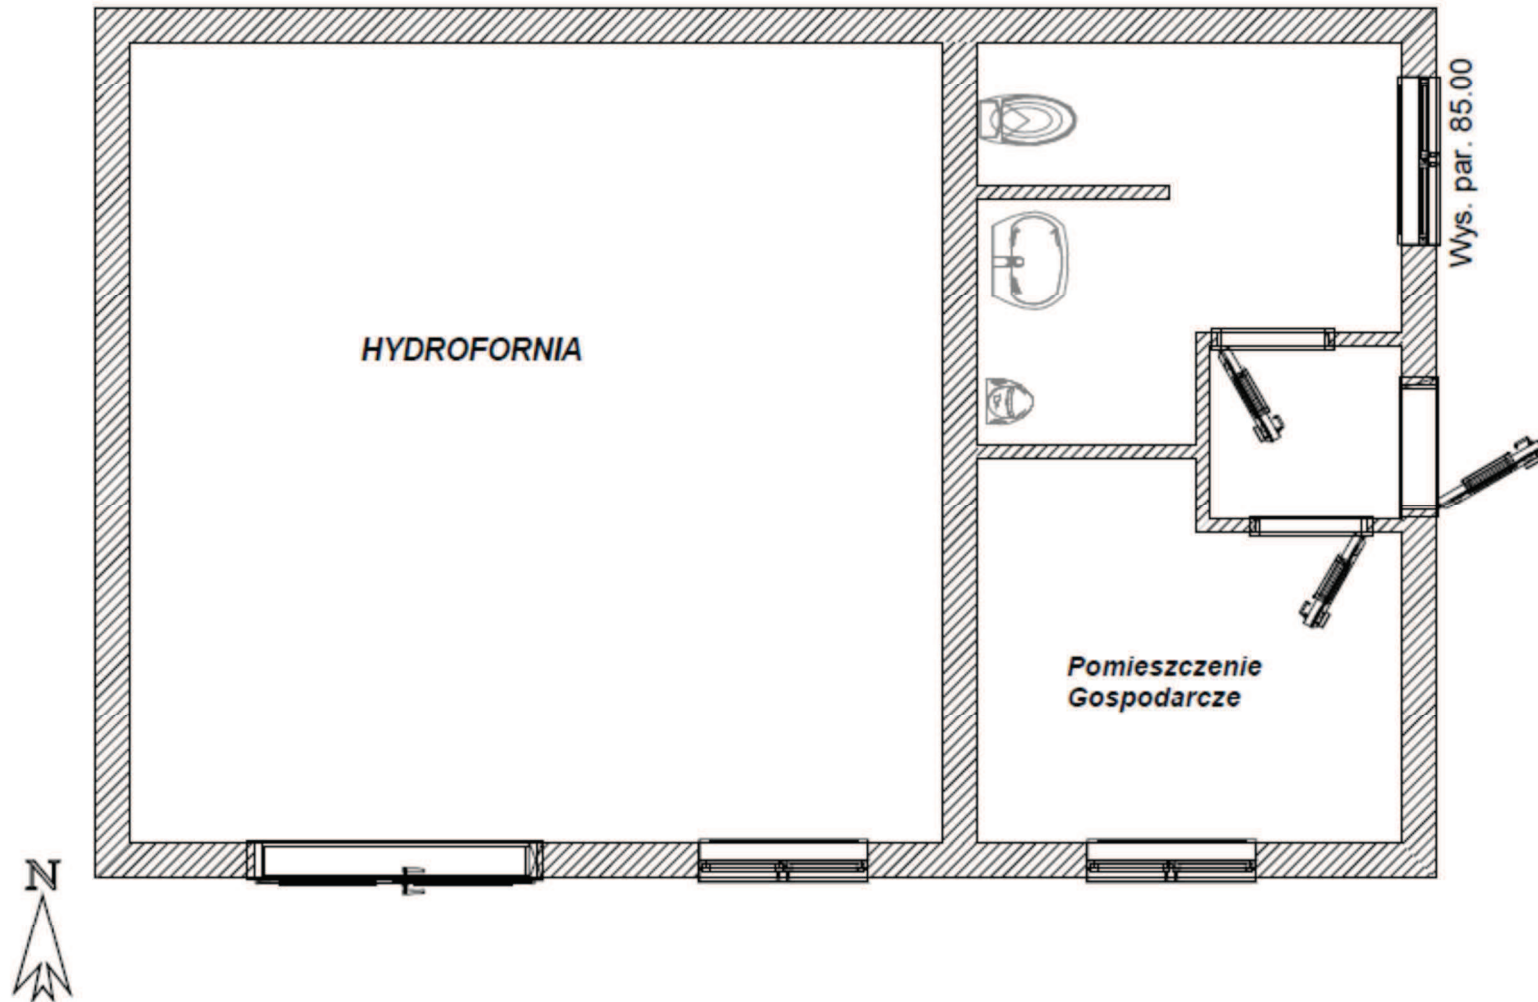 Wys. par. 85.00
HYDROFORNIA
Pomieszczenie
Gospodarcze
N